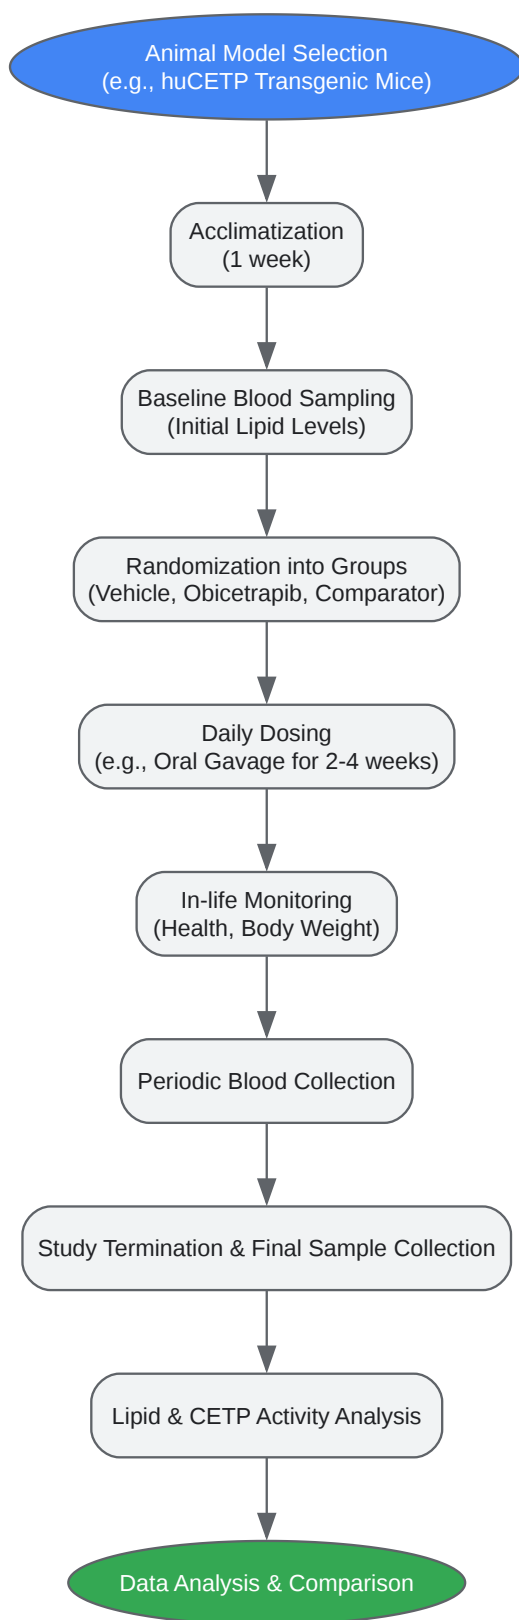 Animal Model Selection
(e.g., huCETP Transgenic Mice)
Acclimatization
(1 week)
Baseline Blood Sampling
(Initial Lipid Levels)
Randomization into Groups
(Vehicle, Obicetrapib, Comparator)
Daily Dosing
(e.g., Oral Gavage for 2-4 weeks)
In-life Monitoring
(Health, Body Weight)
Periodic Blood Collection
Study Termination & Final Sample Collection
Lipid & CETP Activity Analysis
Data Analysis & Comparison